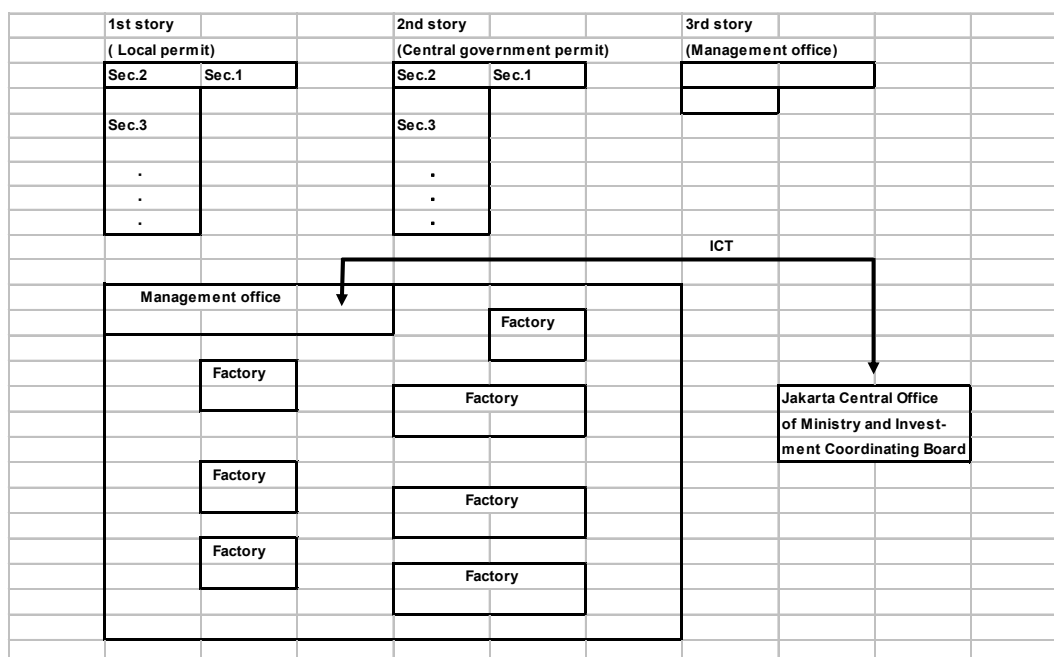 1st story 2nd story 3rd story
( Local permit) (Central government permit) (Management office)
Sec.2 Sec.1 Sec.2 Sec.1
Sec.3 Sec.3
. .
. .
. .
ICT
Management office
Factory
Factory
Factory Jakarta Central Office
of Ministry and Invest-
ment Coordinating Board
Factory
Factory
Factory
Factory